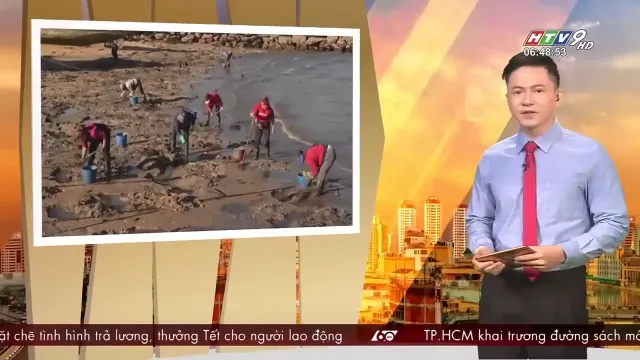 HTV9 HD
06:48:53
ặt chẽ tình hình trả lương, thưởng Tết cho người lao động
TP.HCM khai trương đường sách m